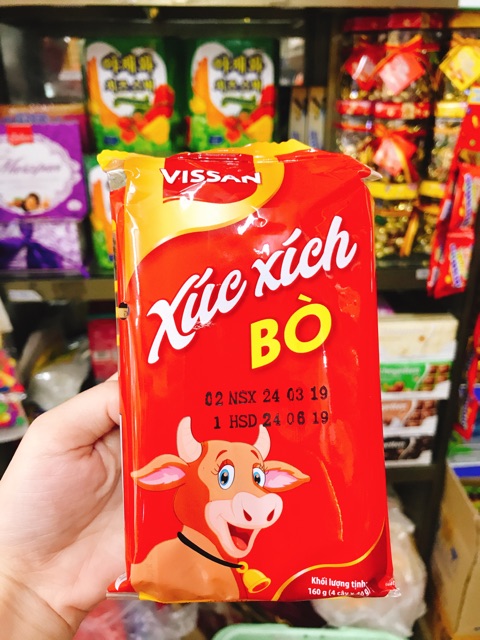 VISSAN
Xúc xích
BÒ
02 NSX 24 03 19
1 HSD 24 06 19
Khối lượng tịnh:
160 g (4 cây x 40 g)